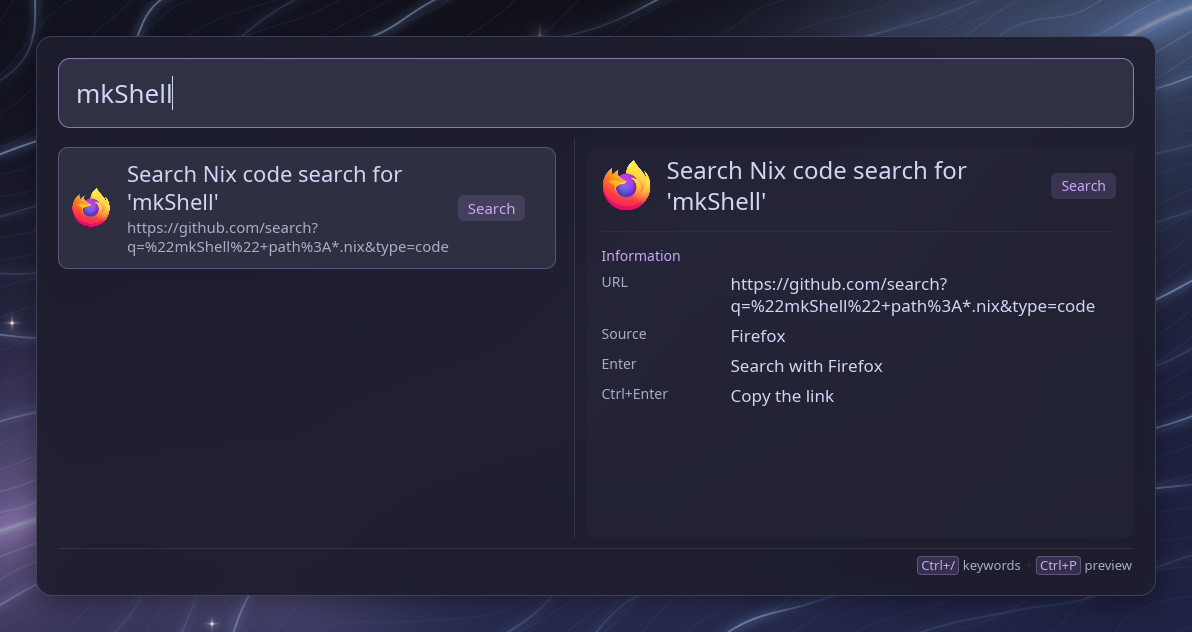 mkShell
Search Nix code search for
'mkShell'
https://github.com/search?
q=%22mkShell%22+path%3A*.nix&type=code
Search
Search Nix code search for
'mkShell'
Search
Information
URL
https://github.com/search?
q=%22mkShell%22+path%3A*.nix&type=code
Source
Firefox
Enter
Search with Firefox
Ctrl+Enter
Copy the link
Ctrl+/ keywords · Ctrl+P preview